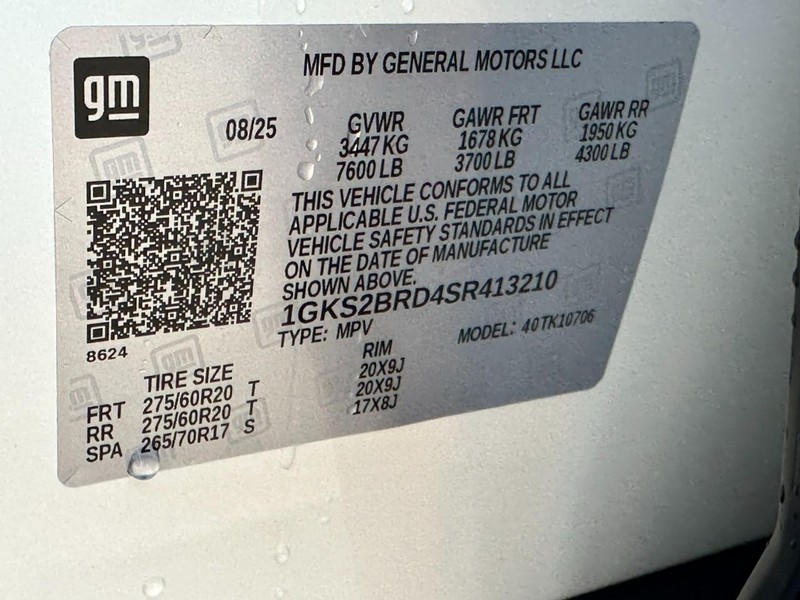 gm
MFD BY GENERAL MOTORS LLC
08/25
GVWR GAWR FRT GAWR RR
3447 KG 1678 KG 1950 KG
7600 LB 3700 LB 4300 LB
THIS VEHICLE CONFORMS TO ALL
APPLICABLE U.S. FEDERAL MOTOR
VEHICLE SAFETY STANDARDS IN EFFECT
ON THE DATE OF MANUFACTURE
SHOWN ABOVE.
1GKS2BRD4SR413210
TYPE: MPV MODEL: 40TK10706
8624
TIRE SIZE RIM
FRT 275/60R20 T 20X9J
RR 275/60R20 T 20X9J
SPA 265/70R17 S 17X8J